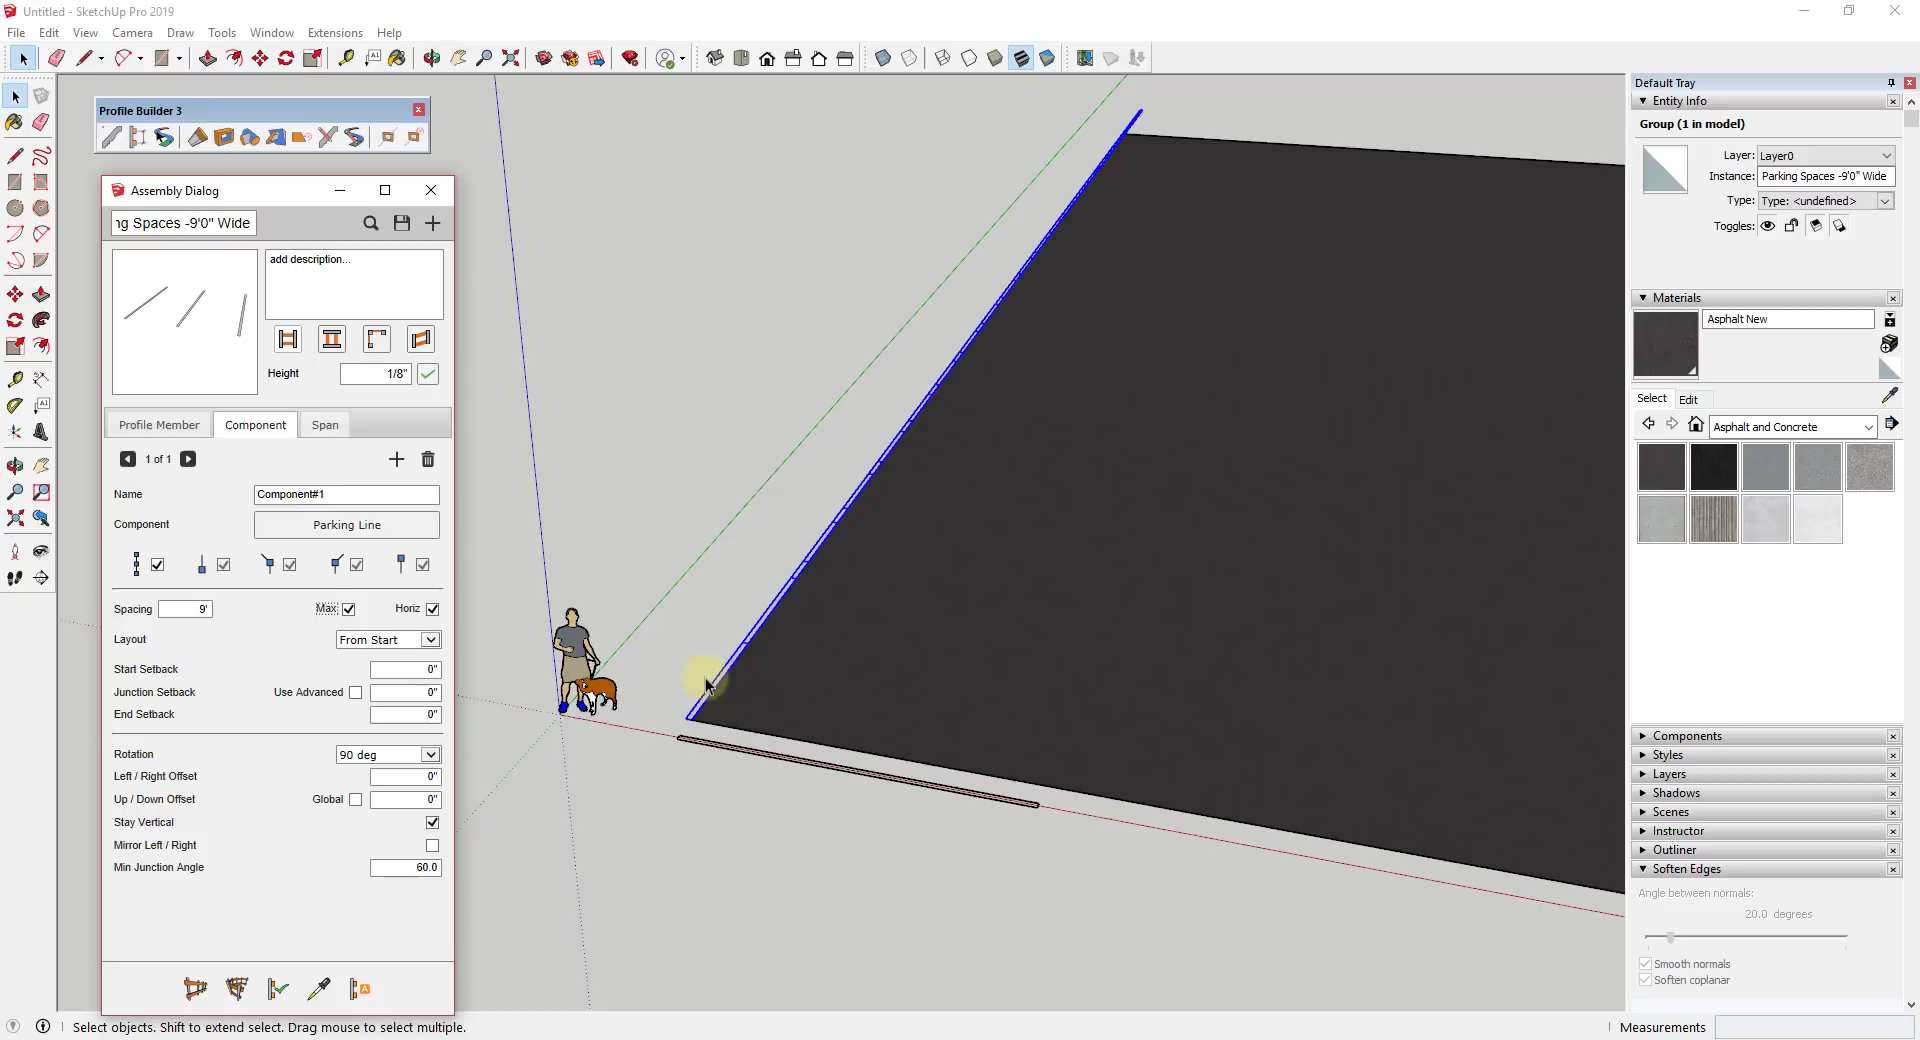 Untitled - SketchUp Pro 2019
File Edit View Camera Draw Tools Window Extensions Help
Profile Builder 3
Assembly Dialog
ng Spaces -9'0" Wide
add description...
Height 1/8"
Profile Member Component Span
1 of 1
Name Component#1
Component Parking Line
Spacing 9' Max Horiz
Layout From Start
Start Setback 0"
Junction Setback Use Advanced 0"
End Setback 0"
Rotation 90 deg
Left / Right Offset 0"
Up / Down Offset Global 0"
Stay Vertical
Mirror Left / Right
Min Junction Angle 60.0
Default Tray
Entity Info
Group (1 in model)
Layer: Layer0
Instance: Parking Spaces -9'0" Wide
Type: Type: <undefined>
Toggles:
Materials
Asphalt New
Select Edit
Asphalt and Concrete
Components
Styles
Layers
Shadows
Scenes
Instructor
Outliner
Soften Edges
Angle between normals:
20.0 degrees
Smooth normals
Soften coplanar
Select objects. Shift to extend select. Drag mouse to select multiple.
Measurements